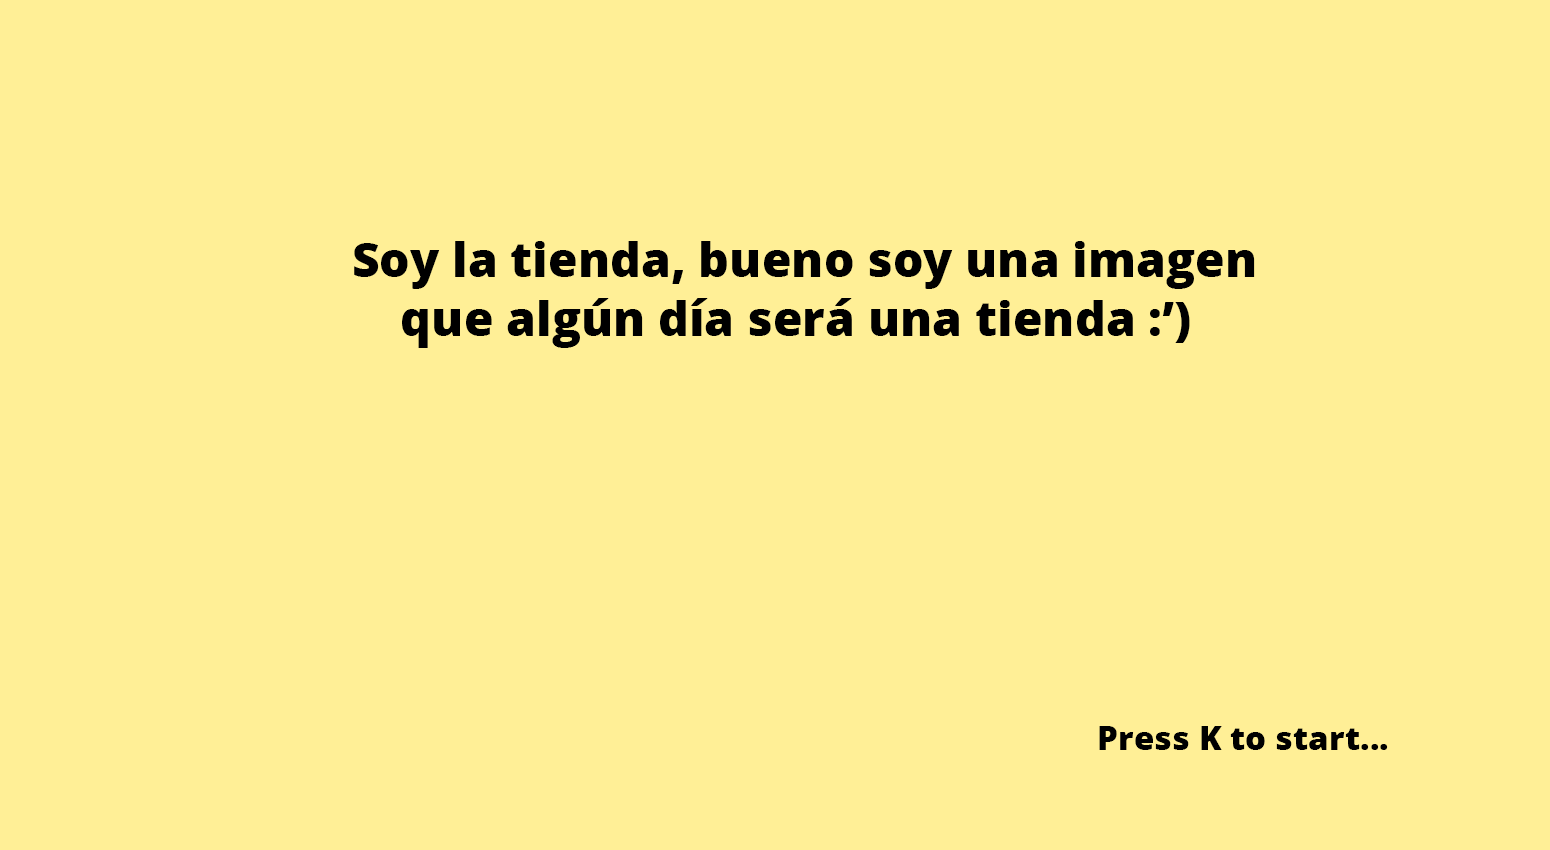 Soy la tienda, bueno soy una imagen
que algún día será una tienda :’)
Press K to start...